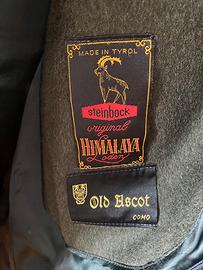 MADE IN TYROL
steinbock
original
HIMALAYA
Loden
Old Ascot
COMO